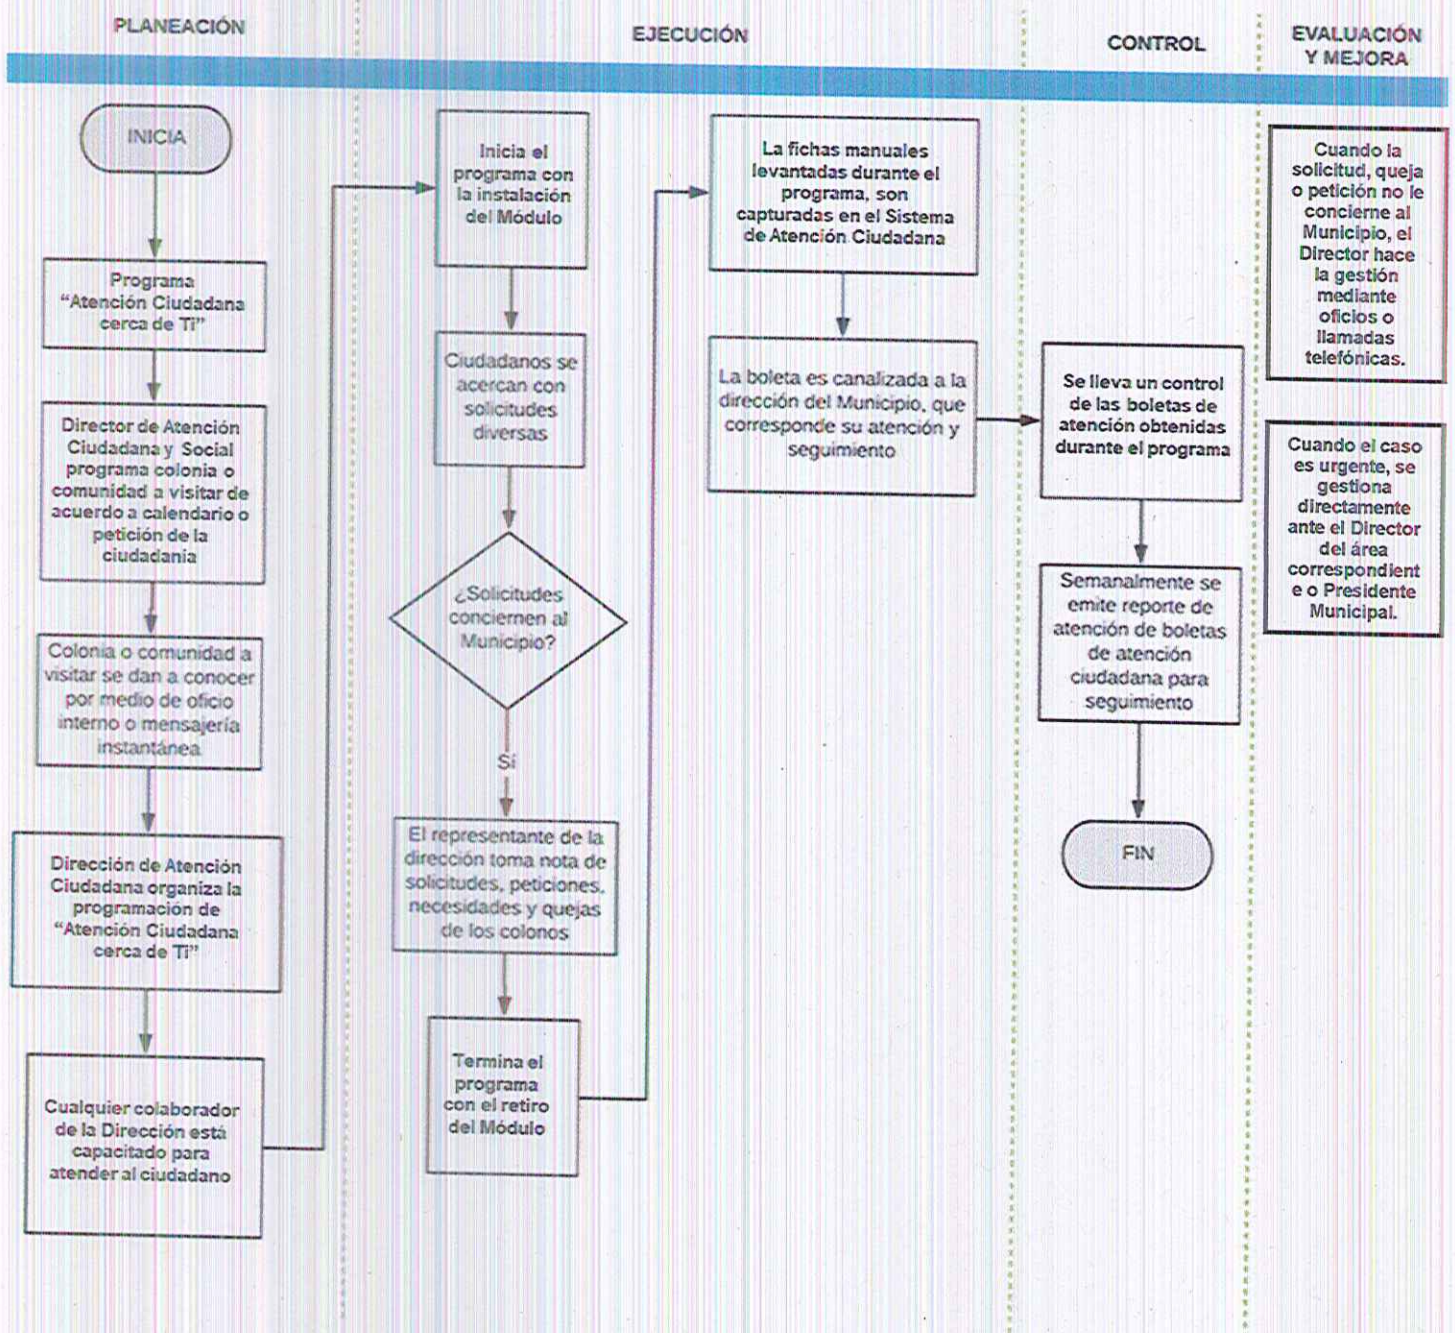 PLANEACIÓN
EJECUCIÓN
CONTROL
EVALUACIÓN
Y MEJORA
INICIA
Programa
“Atención Ciudadana
cerca de Ti”
Director de Atención
Ciudadana y Social
programa colonia o
comunidad a visitar de
acuerdo a calendario o
petición de la
ciudadanía
Colonia o comunidad a
visitar se dan a conocer
por medio de oficio
interno o mensajería
instantánea
Dirección de Atención
Ciudadana organiza la
programación de
“Atención Ciudadana
cerca de Ti”
Cualquier colaborador
de la Dirección está
capacitado para
atender al ciudadano
Inicia el
programa con
la instalación
del Módulo
Ciudadanos se
acercan con
solicitudes
diversas
¿Solicitudes
conciernen al
Municipio?
Sí
El representante de la
dirección toma nota de
solicitudes, peticiones,
necesidades y quejas
de los colonos
Termina el
programa
con el retiro
del Módulo
La fichas manuales
levantadas durante el
programa, son
capturadas en el Sistema
de Atención Ciudadana
La boleta es canalizada a la
dirección del Municipio, que
corresponde su atención y
seguimiento
Se lleva un control
de las boletas de
atención obtenidas
durante el programa
Semanalmente se
emite reporte de
atención de boletas
de atención
ciudadana para
seguimiento
FIN
Cuando la
solicitud, queja
o petición no le
concierne al
Municipio, el
Director hace
la gestión
mediante
oficios o
llamadas
telefónicas.
Cuando el caso
es urgente, se
gestiona
directamente
ante el Director
del área
correspondient
e o Presidente
Municipal.